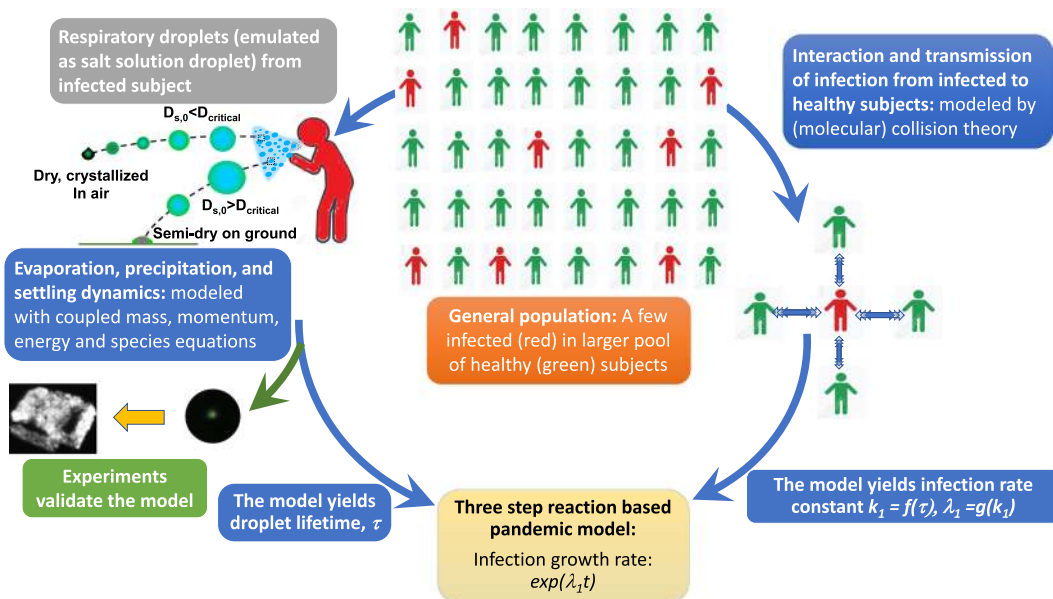 Respiratory droplets (emulated
as salt solution droplet) from
infected subject
D_s,0<D_critical
Dry, crystallized
In air
D_s,0>D_critical
Semi-dry on ground
Evaporation, precipitation, and
settling dynamics: modeled
with coupled mass, momentum,
energy and species equations
Experiments
validate the model
The model yields
droplet lifetime, τ
General population: A few
infected (red) in larger pool
of healthy (green) subjects
Interaction and transmission
of infection from infected to
healthy subjects: modeled by
(molecular) collision theory
The model yields infection rate
constant k₁ = f(τ), λ₁ =g(k₁)
Three step reaction based
pandemic model:
Infection growth rate:
exp(λ₁t)